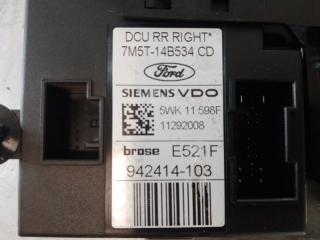 DCU RR RIGHT*
7M5T-14B534 CD
Ford
SIEMENS VDO
5WK 11 598F
11292008
brose E521F
942414-103